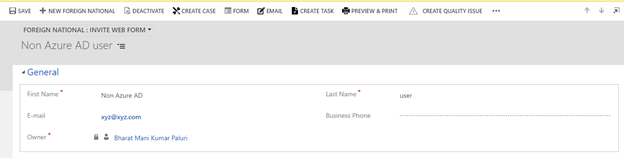 SAVE + NEW FOREIGN NATIONAL DEACTIVATE CREATE CASE FORM EMAIL CREATE TASK PREVIEW & PRINT CREATE QUALITY ISSUE ...
FOREIGN NATIONAL : INVITE WEB FORM
Non Azure AD user
General
First Name * Non Azure AD Last Name * user
E-mail xyz@xyz.com Business Phone
Owner * Bharat Mani Kumar Paluri